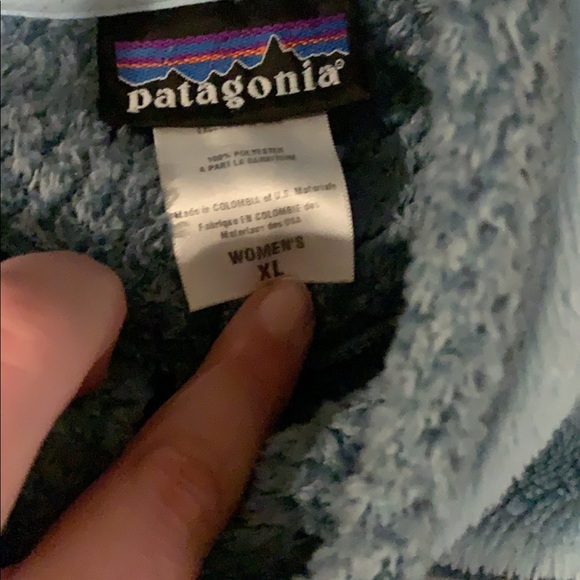 patagonia®
100% POLYESTER
Made in COLOMBIA of U.S. Materials
Fabriqué EN COLOMBIE des
Materiaux des USA
WOMEN'S
XL